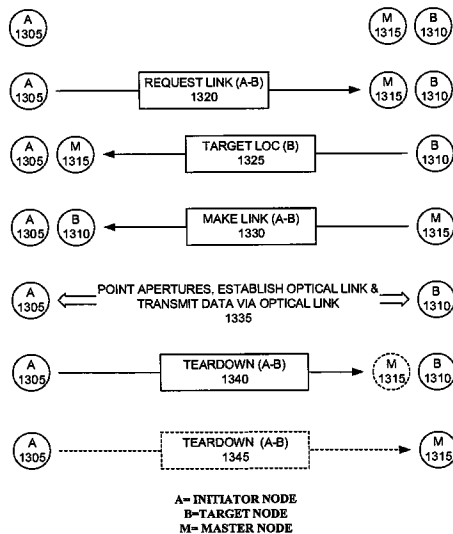 A 1305
M 1315
B 1310
A 1305
REQUEST LINK (A-B)
1320
M 1315
B 1310
A 1305
M 1315
TARGET LOC (B)
1325
B 1310
A 1305
B 1310
MAKE LINK (A-B)
1330
M 1315
A 1305
POINT APERTURES, ESTABLISH OPTICAL LINK &
TRANSMIT DATA VIA OPTICAL LINK
1335
B 1310
A 1305
TEARDOWN (A-B)
1340
M 1315
B 1310
A 1305
TEARDOWN (A-B)
1345
M 1315
A= INITIATOR NODE
B=TARGET NODE
M= MASTER NODE